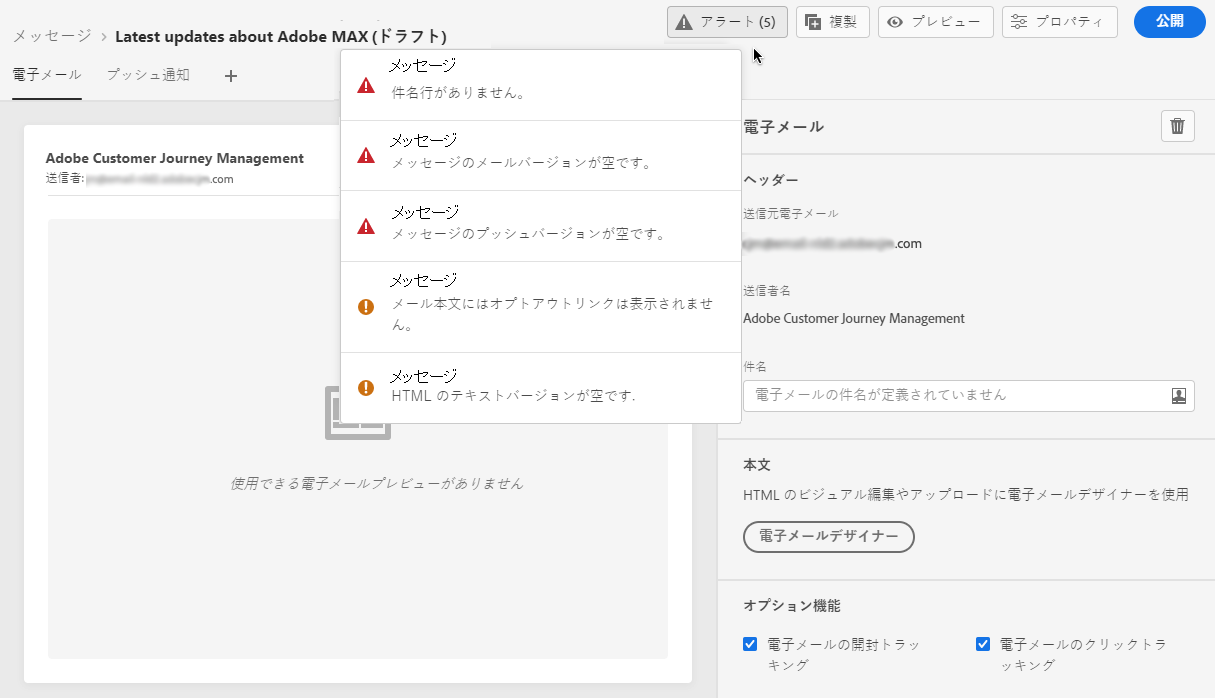 メッセージ › Latest updates about Adobe MAX (ドラフト)
アラート (5)
複製
プレビュー
プロパティ
公開
電子メール
プッシュ通知
+
メッセージ
件名行がありません。
メッセージ
メッセージのメールバージョンが空です。
メッセージ
メッセージのプッシュバージョンが空です。
メッセージ
メール本文にはオプトアウトリンクは表示されませ
ん。
メッセージ
HTML のテキストバージョンが空です.
Adobe Customer Journey Management
送信者: .com
使用できる電子メールプレビューがありません
電子メール
ヘッダー
送信元電子メール
.com
送信者名
Adobe Customer Journey Management
件名
電子メールの件名が定義されていません
本文
HTML のビジュアル編集やアップロードに電子メールデザイナーを使用
電子メールデザイナー
オプション機能
電子メールの開封トラッ
キング
電子メールのクリックトラ
ッキング